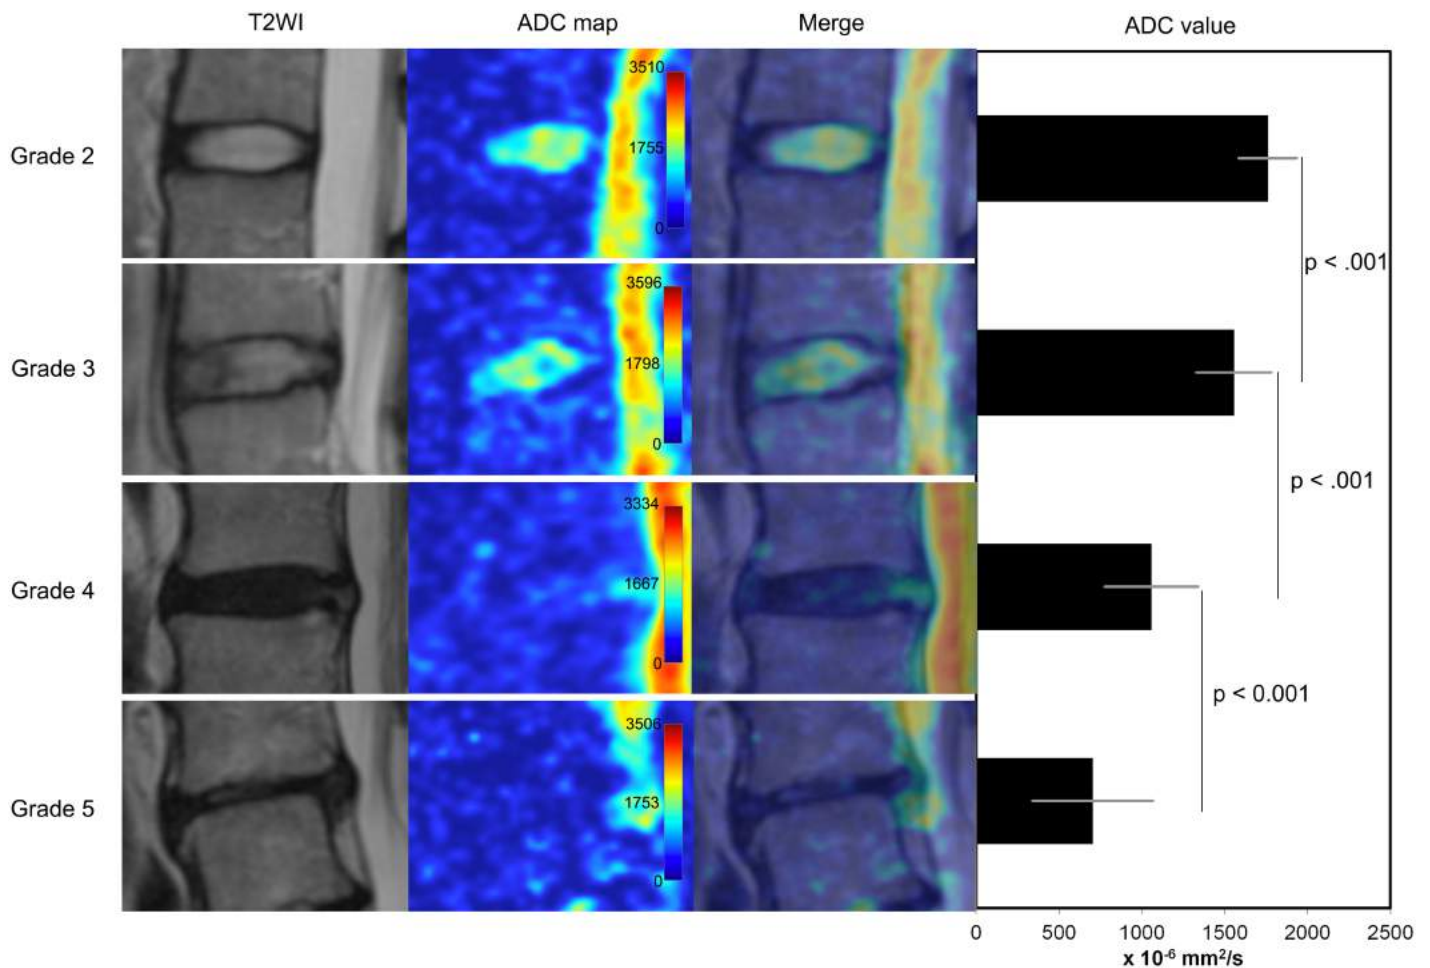 T2WI ADC map Merge ADC value
Grade 2
3510
1755
0
p < .001
Grade 3
3596
1798
0
p < .001
Grade 4
3334
1667
0
p < 0.001
Grade 5
3506
1753
0
0 500 1000 1500 2000 2500
x 10⁻⁶ mm²/s